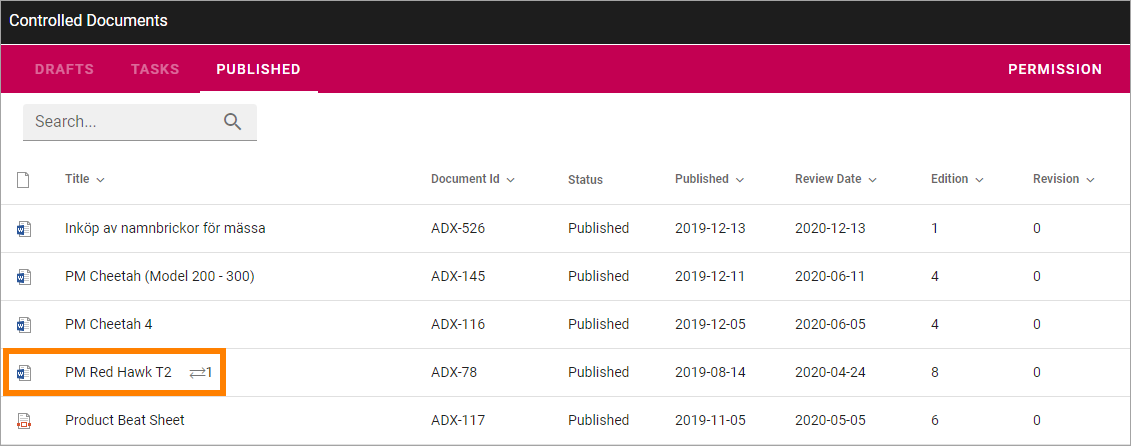 Controlled Documents
DRAFTS TASKS PUBLISHED PERMISSION
Search...
Title Document Id Status Published Review Date Edition Revision
Inköp av namnbrickor för mässa ADX-526 Published 2019-12-13 2020-12-13 1 0
PM Cheetah (Model 200 - 300) ADX-145 Published 2019-12-11 2020-06-11 4 0
PM Cheetah 4 ADX-116 Published 2019-12-05 2020-06-05 4 0
PM Red Hawk T2 1 ADX-78 Published 2019-08-14 2020-04-24 8 0
Product Beat Sheet ADX-117 Published 2019-11-05 2020-05-05 6 0